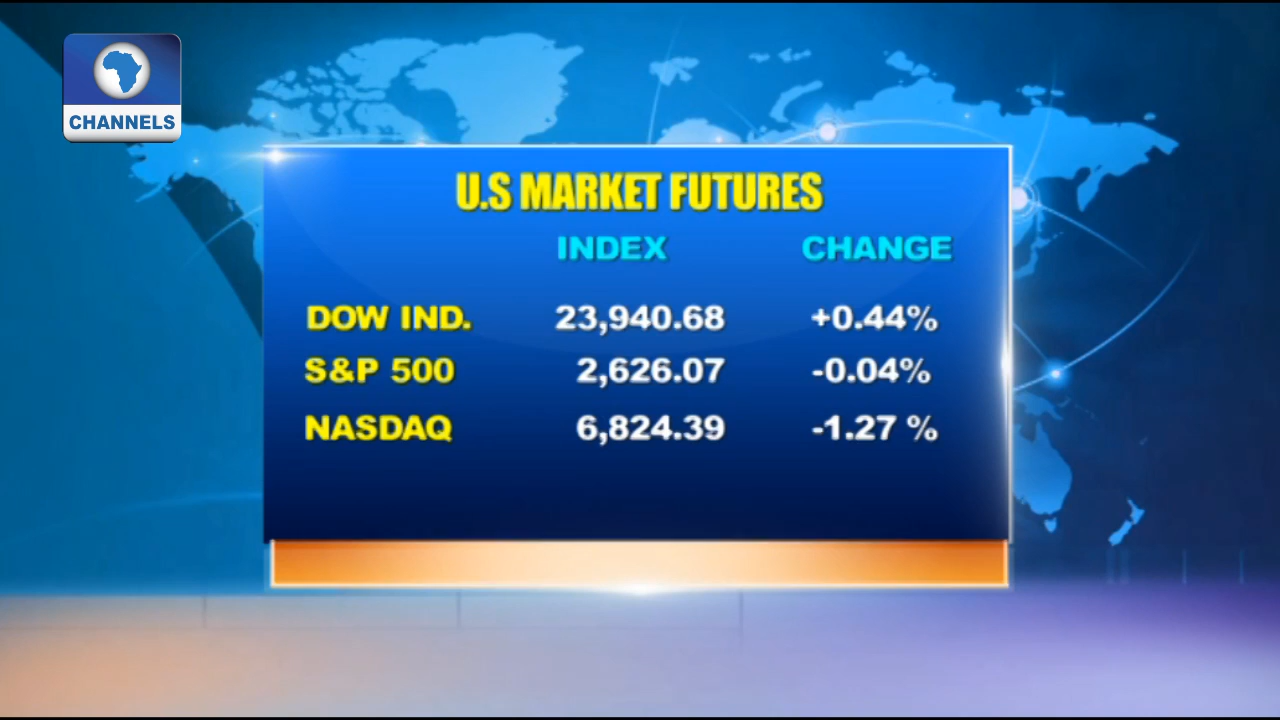 CHANNELS
U.S MARKET FUTURES
INDEX CHANGE
DOW IND. 23,940.68 +0.44%
S&P 500 2,626.07 -0.04%
NASDAQ 6,824.39 -1.27 %